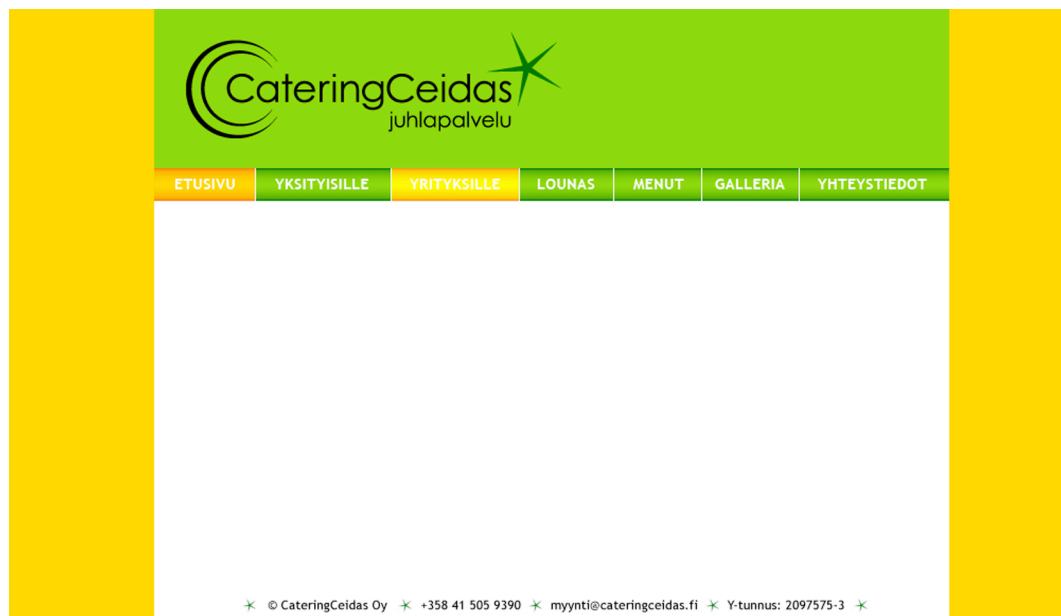 CateringCeidas
juhlapalvelu
ETUSIVU YKSITYISILLE YRITYKSILLE LOUNAS MENUT GALLERIA YHTEYSTIEDOT
© CateringCeidas Oy +358 41 505 9390 myynti@cateringceidas.fi Y-tunnus: 2097575-3